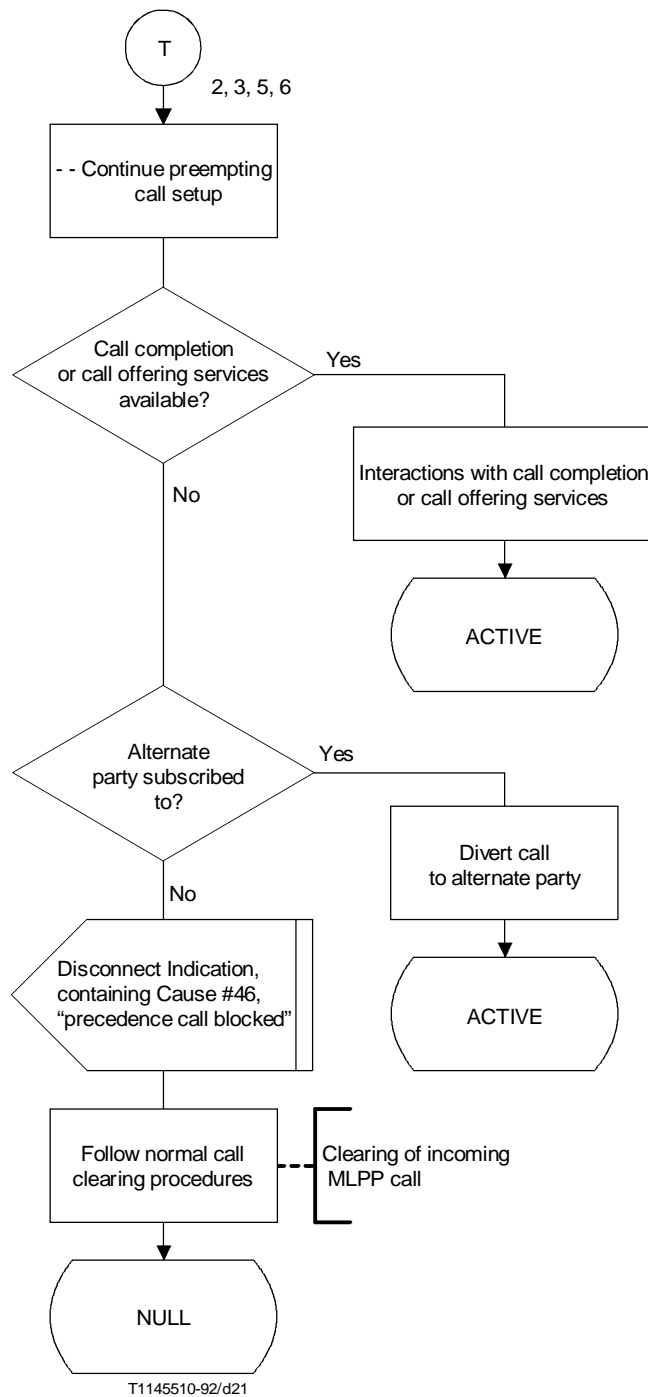 T
2, 3, 5, 6
- - Continue preempting
call setup
Call completion
or call offering services
available?
Yes
No
Interactions with call completion
or call offering services
ACTIVE
Alternate
party subscribed
to?
Yes
No
Divert call
to alternate party
ACTIVE
Disconnect Indication,
containing Cause #46,
“precedence call blocked”
Follow normal call
clearing procedures
Clearing of incoming
MLPP call
NULL
T1145510-92/d21